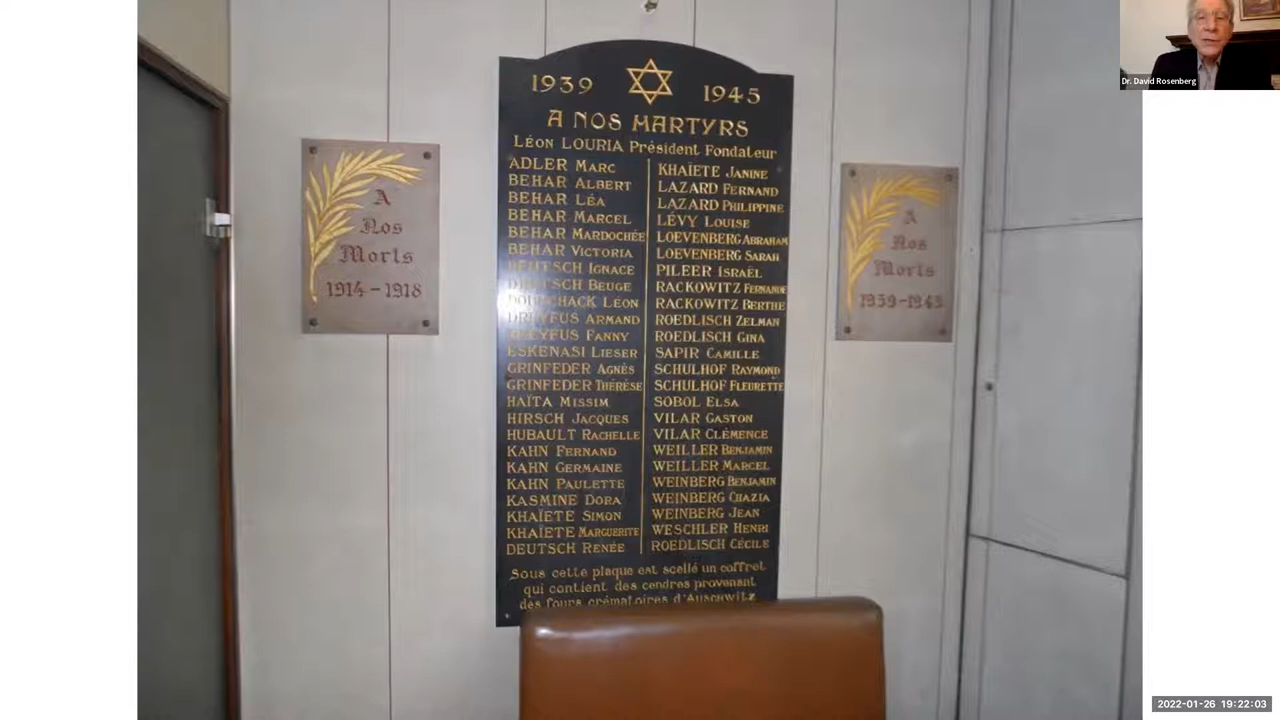 Dr. David Rosenberg
1939 1945
A NOS MARTYRS
LÉON LOURIA Président Fondateur
ADLER MARC
BEHAR ALBERT
BEHAR LÉA
BEHAR MARCEL
BEHAR MARDOCHÉE
BEHAR VICTORIA
DEUTSCH IGNACE
DEUTSCH BEUGE
LÉON
DREYFUS ARMAND
DREYFUS FANNY
ESKENASI LIESER
GRINFEDER AGNÈS
GRINFEDER THÉRÈSE
HAÏTA MISSIM
HIRSCH JACQUES
HUBAULT RACHELLE
KAHN FERNAND
KAHN GERMAINE
KAHN PAULETTE
KASMINE DORA
KHAÏETE SIMON
KHAÏETE MARGUERITE
DEUTSCH RENÉE
KHAÏETE JANINE
LAZARD FERNAND
LAZARD PHILIPPINE
LÉVY LOUISE
LOEVENBERG ABRAHAM
LOEVENBERG SARAH
PILEER ISRAËL
RACKOWITZ FERNANDE
RACKOWITZ BERTHE
ROEDLISCH ZELMAN
ROEDLISCH GINA
SAPIR CAMILLE
SCHULHOF RAYMOND
SCHULHOF FLEURETTE
SOBOL ELSA
VILAR GASTON
VILAR CLÉMENCE
WEILLER BENJAMIN
WEILLER MARCEL
WEINBERG BENJAMIN
WEINBERG CHAZIA
WEINBERG JEAN
WESCHLER HENRI
ROEDLISCH CÉCILE
Sous cette plaque est scellé un coffret
qui contient des cendres provenant
des fours crématoires d'Auschwitz
A
Nos
Morts
1914-1918
A
Nos
Morts
1939-1945
2022-01-26 19:22:03